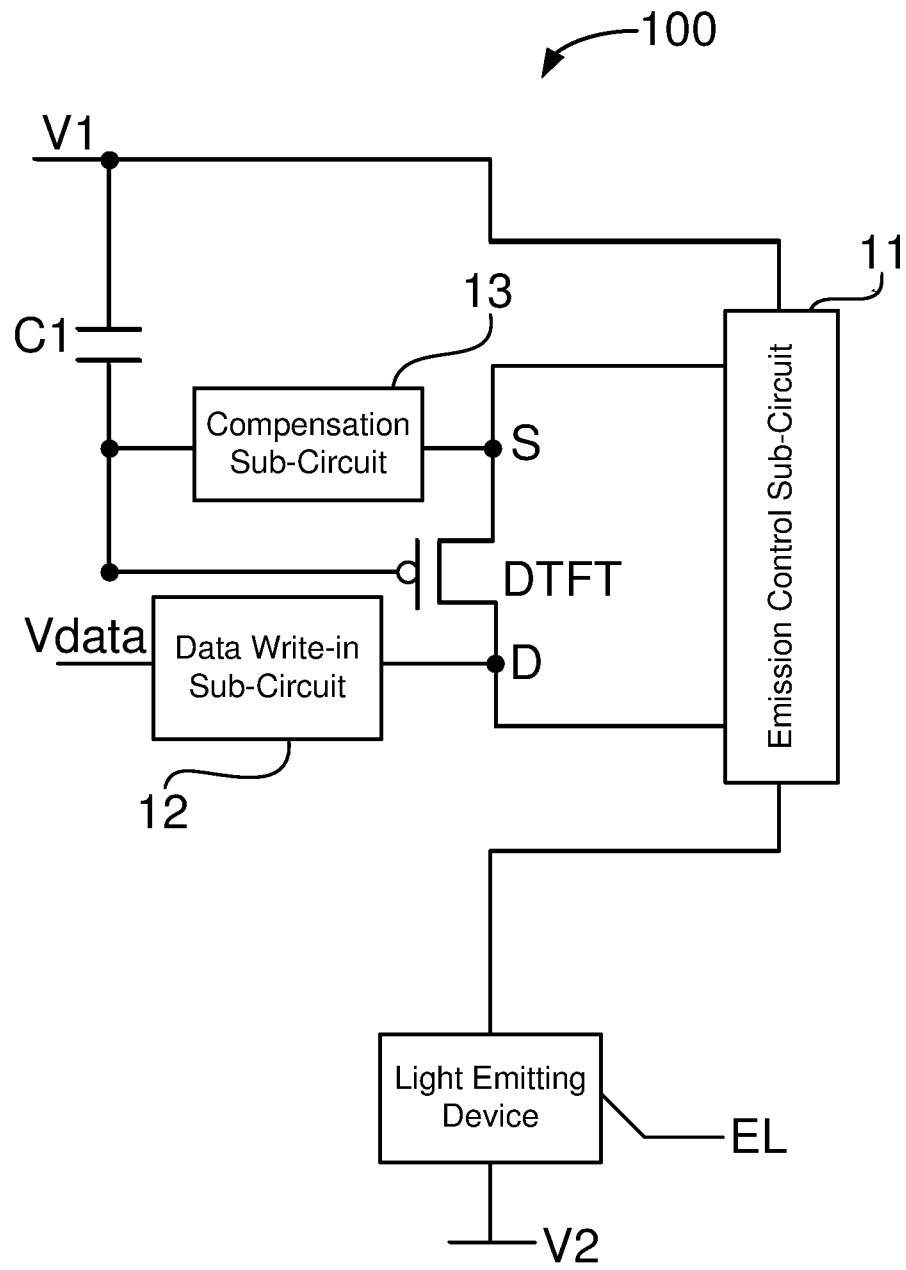 100
V1
11
13
C1
Compensation
Sub-Circuit
S
Emission Control Sub-Circuit
DTFT
Vdata
Data Write-in
Sub-Circuit
D
12
Light Emitting
Device
EL
V2